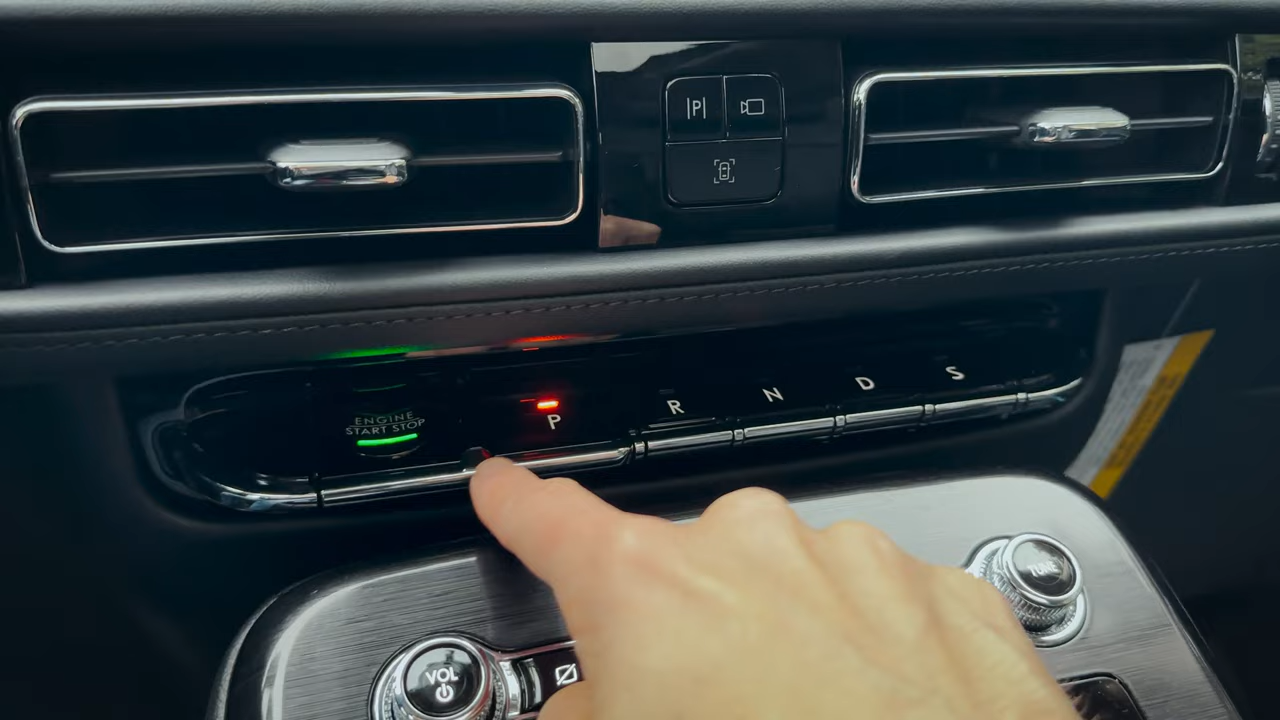 |P|
ENGINE
START STOP
P
R
N
D
S
TUNE
VOL